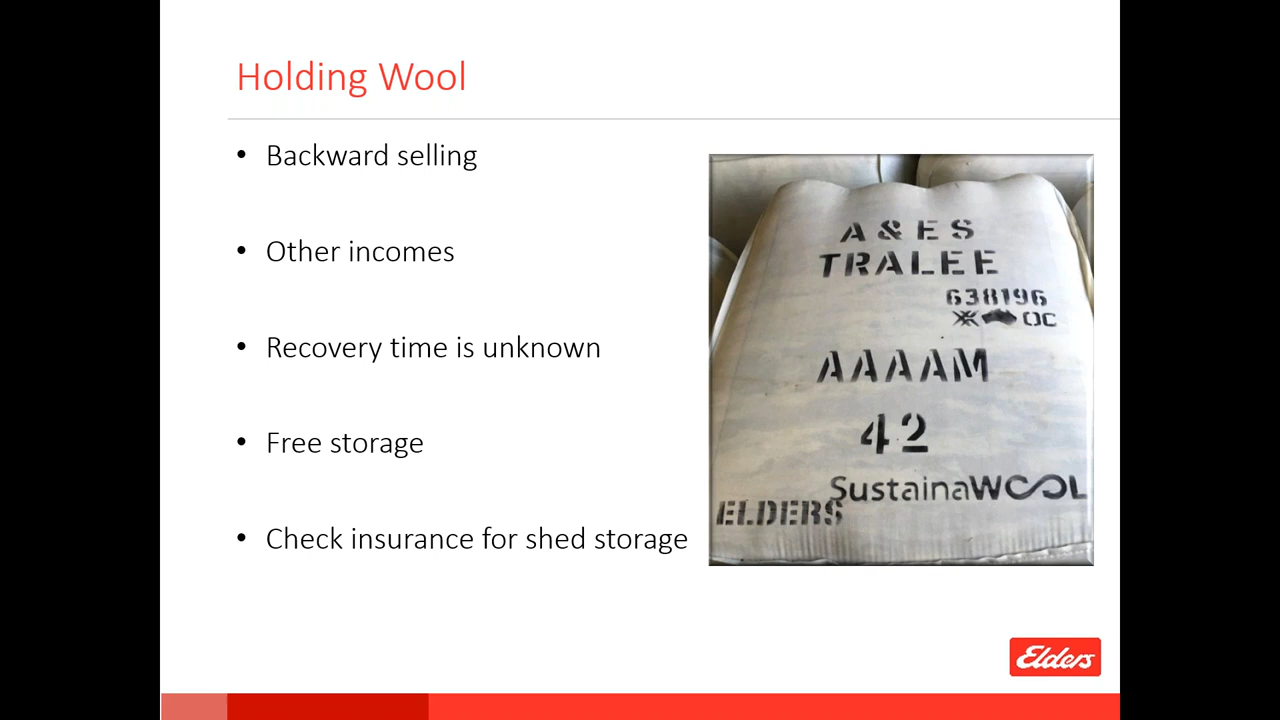 Holding Wool
• Backward selling
• Other incomes
• Recovery time is unknown
• Free storage
• Check insurance for shed storage
A & E S
TRALEE
638196
OC
AAAAM
42
SustainaWOOL
ELDERS
Elders